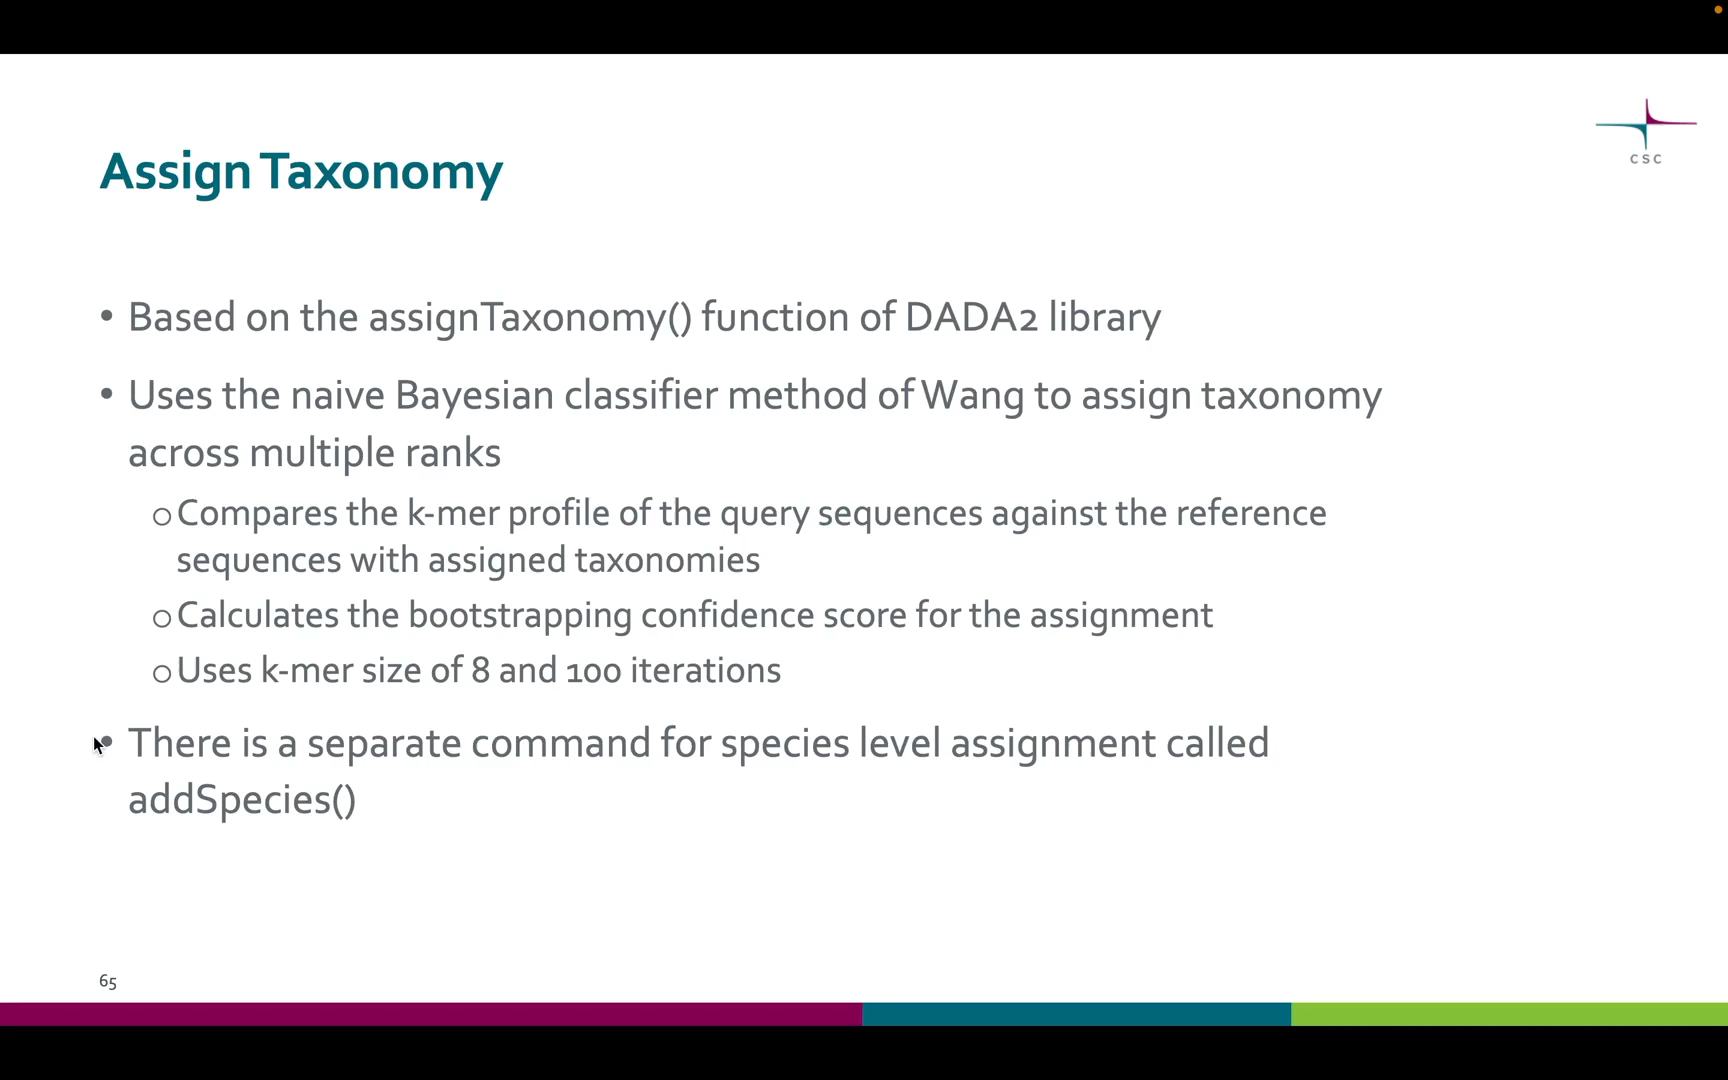 CSC
Assign Taxonomy
• Based on the assignTaxonomy() function of DADA2 library
• Uses the naive Bayesian classifier method of Wang to assign taxonomy
across multiple ranks
o Compares the k-mer profile of the query sequences against the reference
sequences with assigned taxonomies
o Calculates the bootstrapping confidence score for the assignment
o Uses k-mer size of 8 and 100 iterations
• There is a separate command for species level assignment called
addSpecies()
65